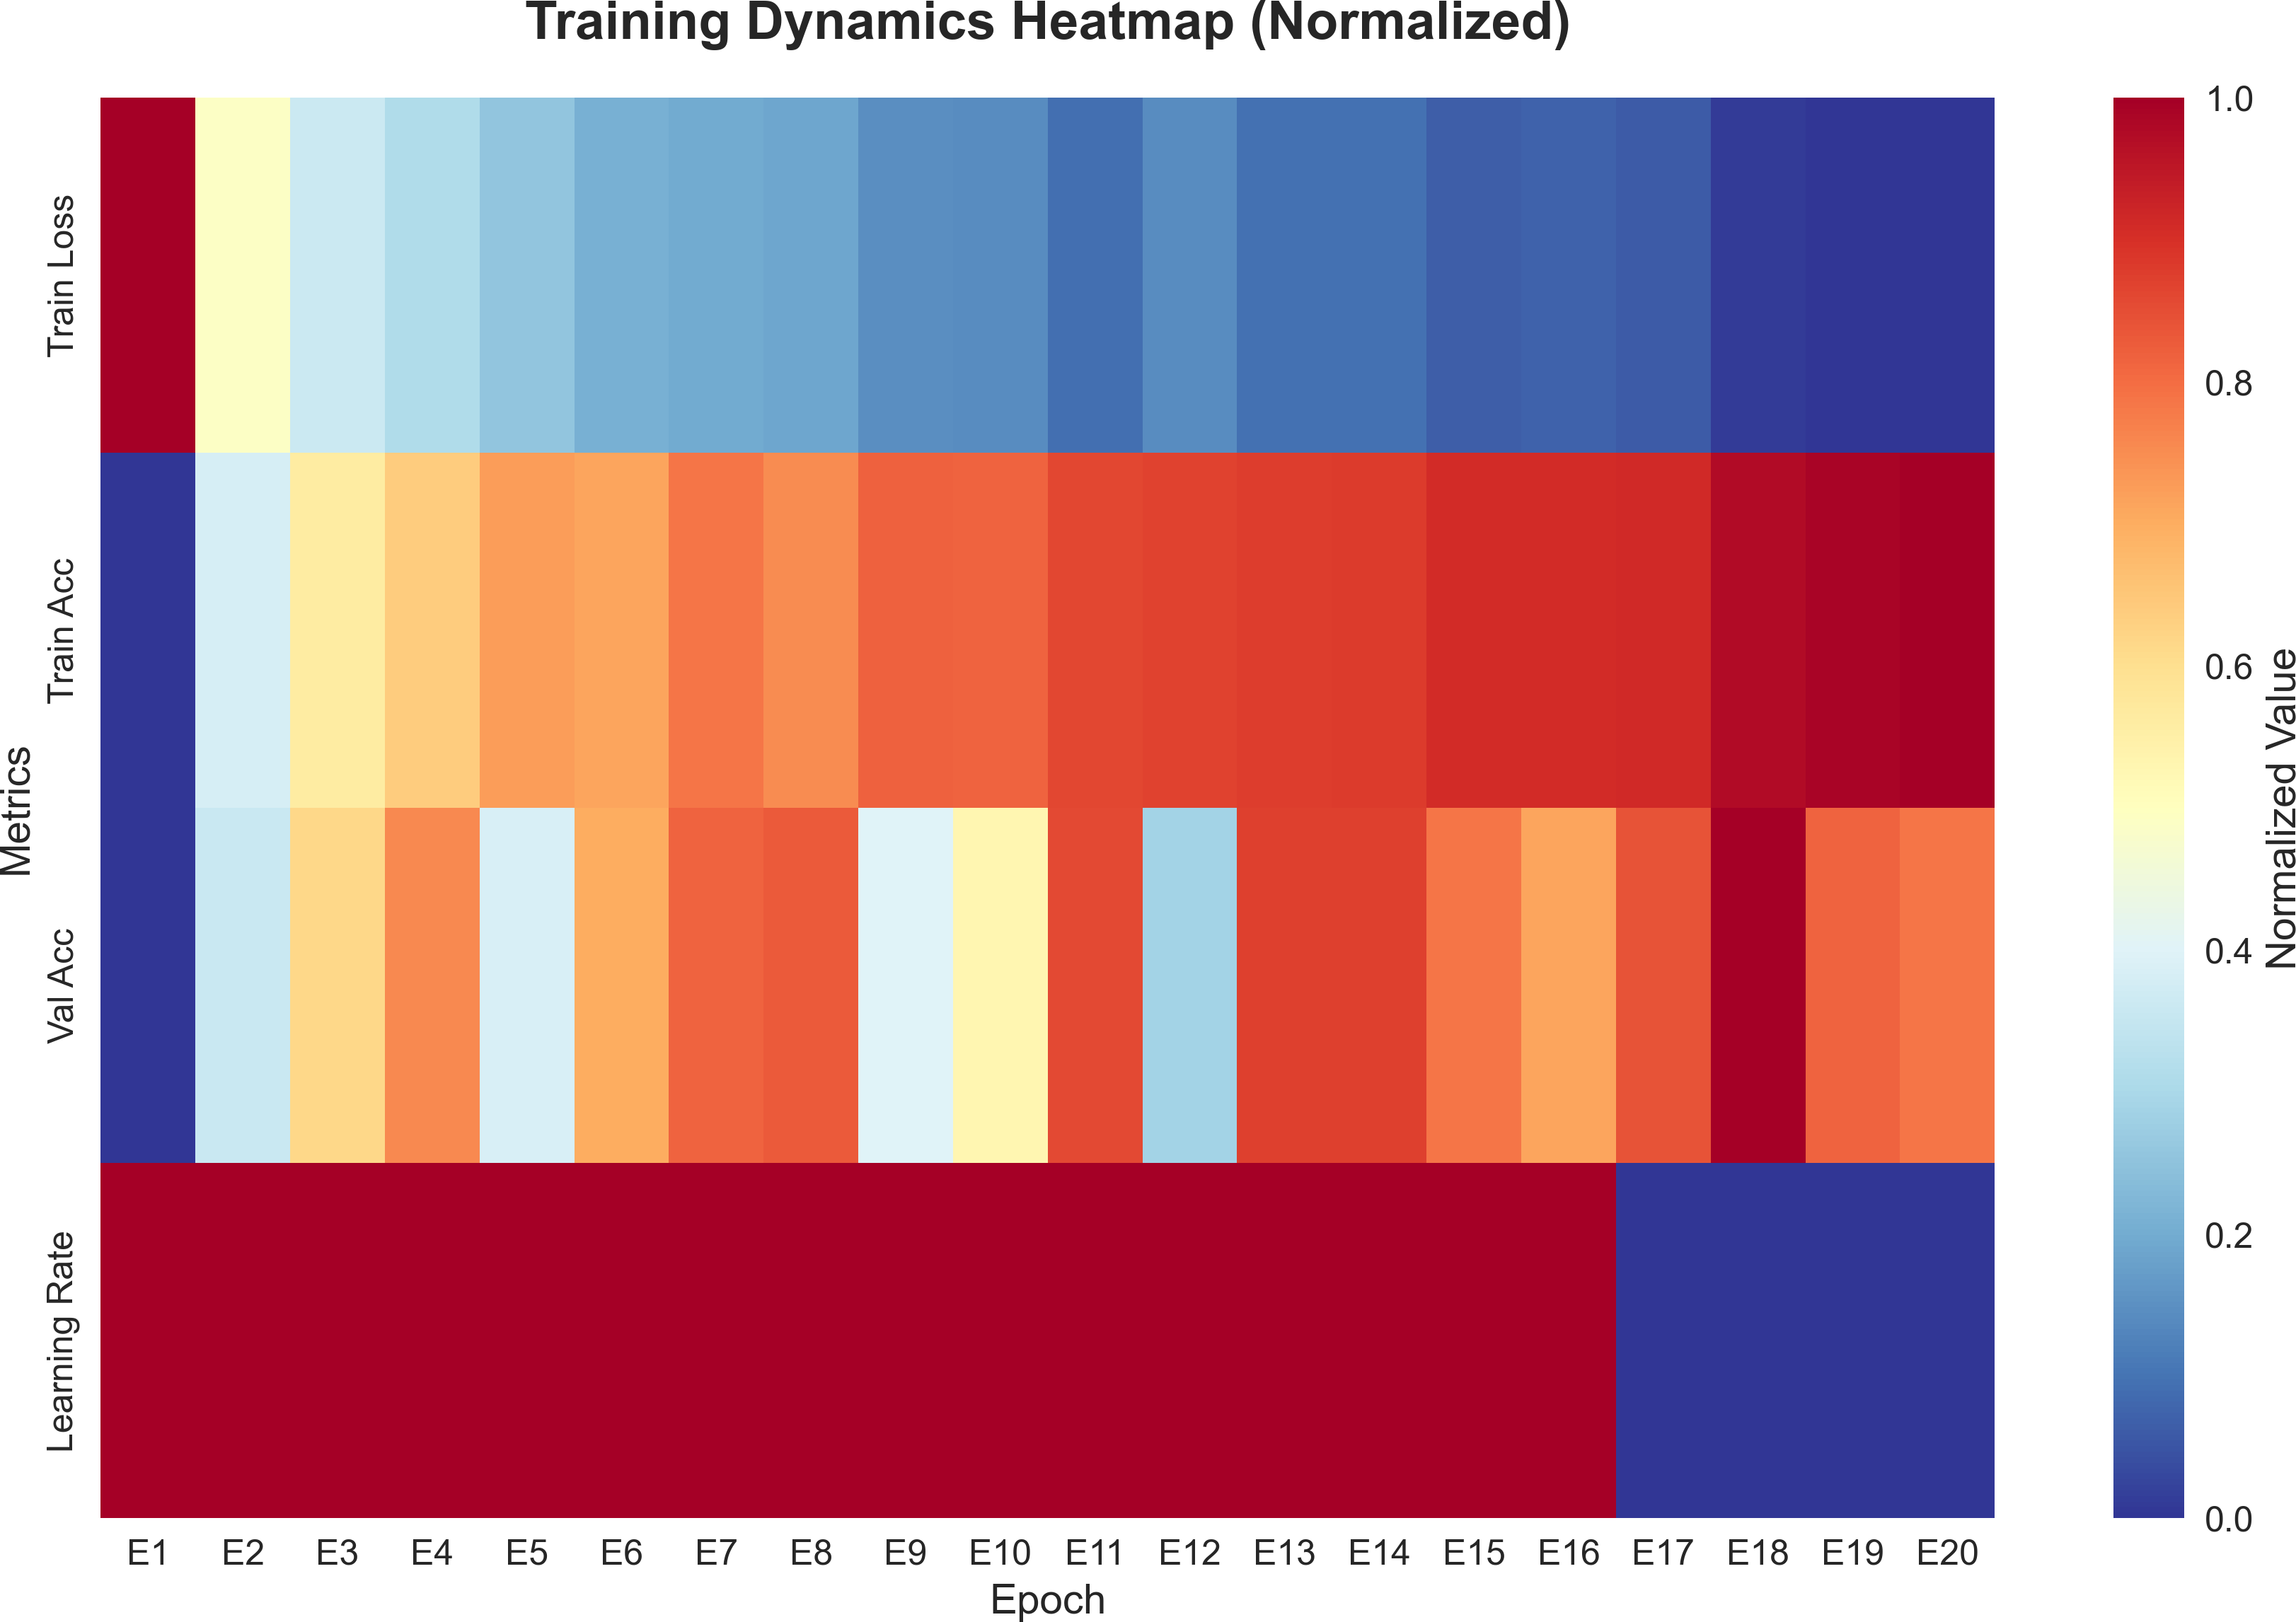 Training Dynamics Heatmap (Normalized)
Metrics
Train Loss
Train Acc
Val Acc
Learning Rate
E1 E2 E3 E4 E5 E6 E7 E8 E9 E10 E11 E12 E13 E14 E15 E16 E17 E18 E19 E20
Epoch
1.0
0.8
0.6
0.4
0.2
0.0
Normalized Value